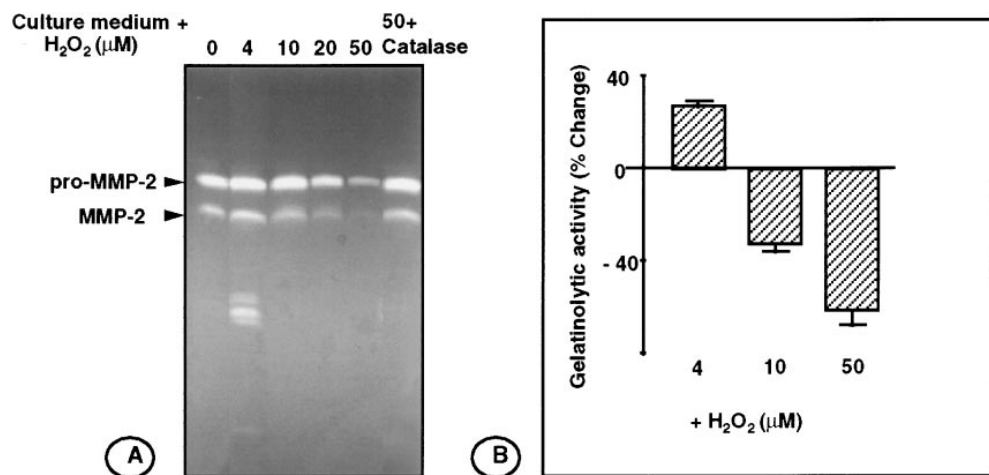 Culture medium +
H₂O₂ (μM) 0 4 10 20 50 50+ Catalase
pro-MMP-2
MMP-2
A
Gelatinolytic activity (% Change)
40
0
- 40
4 10 50
+ H₂O₂ (μM)
B